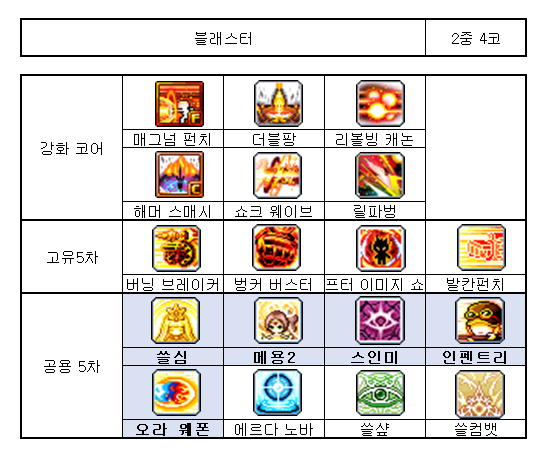 블래스터 2중 4코
강화 코어
매그넘 펀치 더블팡 리볼빙 캐논
해머 스매시 쇼크 웨이브 릴파벙
고유5차
버닝 브레이커 벙커 버스터 프터 이미지 쇼 발칸펀치
공용 5차
쓸심 메용2 스인미 인펜트리
오라 웨폰 에르다 노바 쓸샾 쓸컴뱃